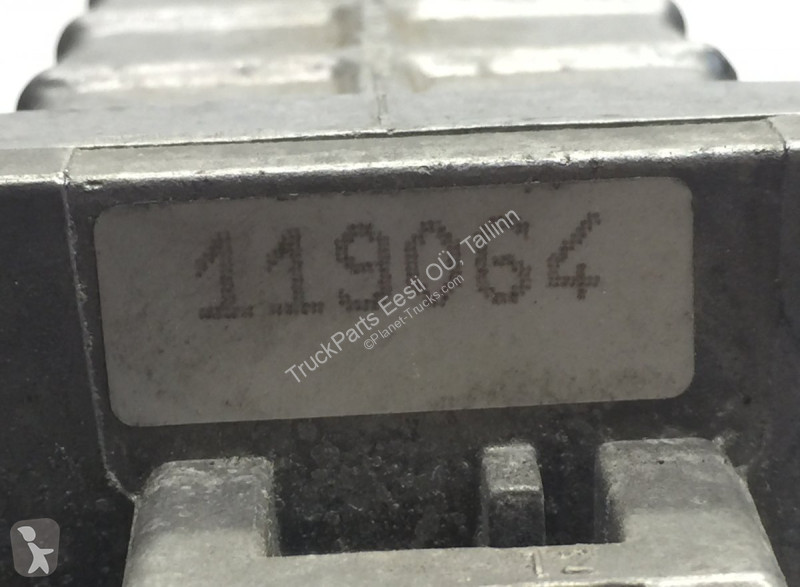 119064
TruckParts Eesti OÜ, Tallinn
©Planet-Trucks.com